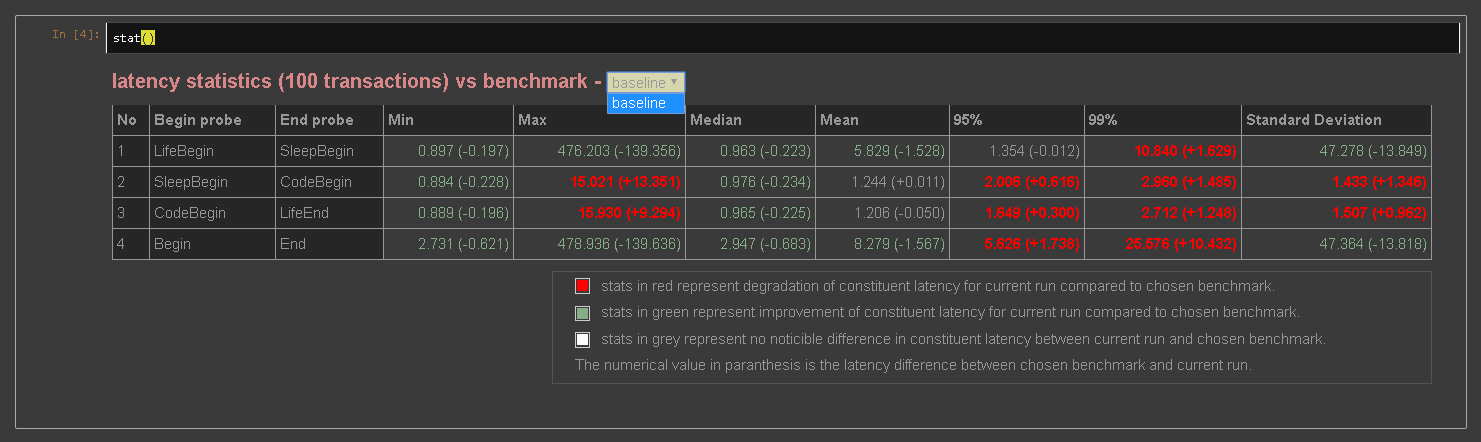 In [4]: stat()
latency statistics (100 transactions) vs benchmark - baseline
baseline
No Begin probe End probe Min Max Median Mean 95% 99% Standard Deviation
1 LifeBegin SleepBegin 0.897 (-0.197) 476.203 (-139.356) 0.963 (-0.223) 5.829 (-1.528) 1.354 (-0.012) 10.840 (+1.629) 47.278 (-13.849)
2 SleepBegin CodeBegin 0.894 (-0.228) 15.021 (+13.351) 0.976 (-0.234) 1.244 (+0.011) 2.006 (+0.616) 2.960 (+1.485) 1.433 (+1.346)
3 CodeBegin LifeEnd 0.889 (-0.196) 15.930 (+9.294) 0.965 (-0.225) 1.206 (-0.050) 1.649 (+0.300) 2.712 (+1.248) 1.507 (+0.962)
4 Begin End 2.731 (-0.621) 478.936 (-139.636) 2.947 (-0.683) 8.279 (-1.567) 5.626 (+1.736) 25.576 (+10.432) 47.364 (-13.818)
stats in red represent degradation of constituent latency for current run compared to chosen benchmark.
stats in green represent improvement of constituent latency for current run compared to chosen benchmark.
stats in grey represent no noticible difference in constituent latency between current run and chosen benchmark.
The numerical value in paranthesis is the latency difference between chosen benchmark and current run.